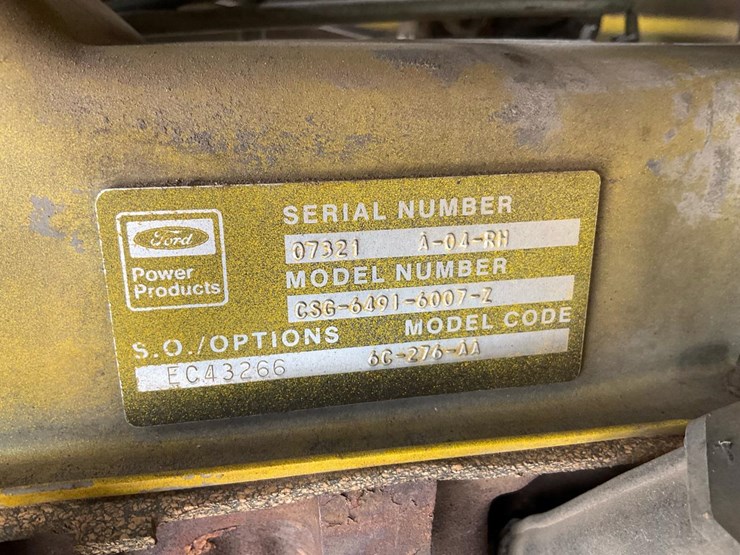 Ford
Power
Products
SERIAL NUMBER
07321 A-04-RH
MODEL NUMBER
CSG-6491-6007-Z
S.O./OPTIONS MODEL CODE
EC43266 6C-276-AA